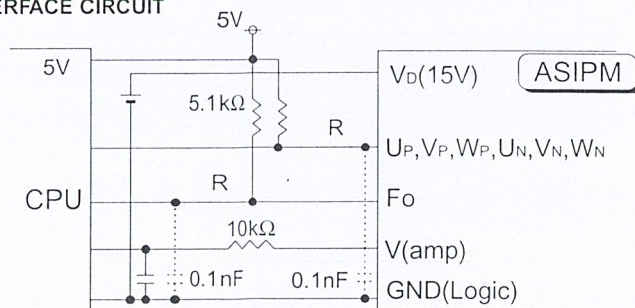 ERFACE CIRCUIT
5V
5V
VD(15V)
ASIPM
5.1kΩ
R
UP,VP,WP,UN,VN,WN
R
CPU
Fo
10kΩ
V(amp)
0.1nF
0.1nF
GND(Logic)